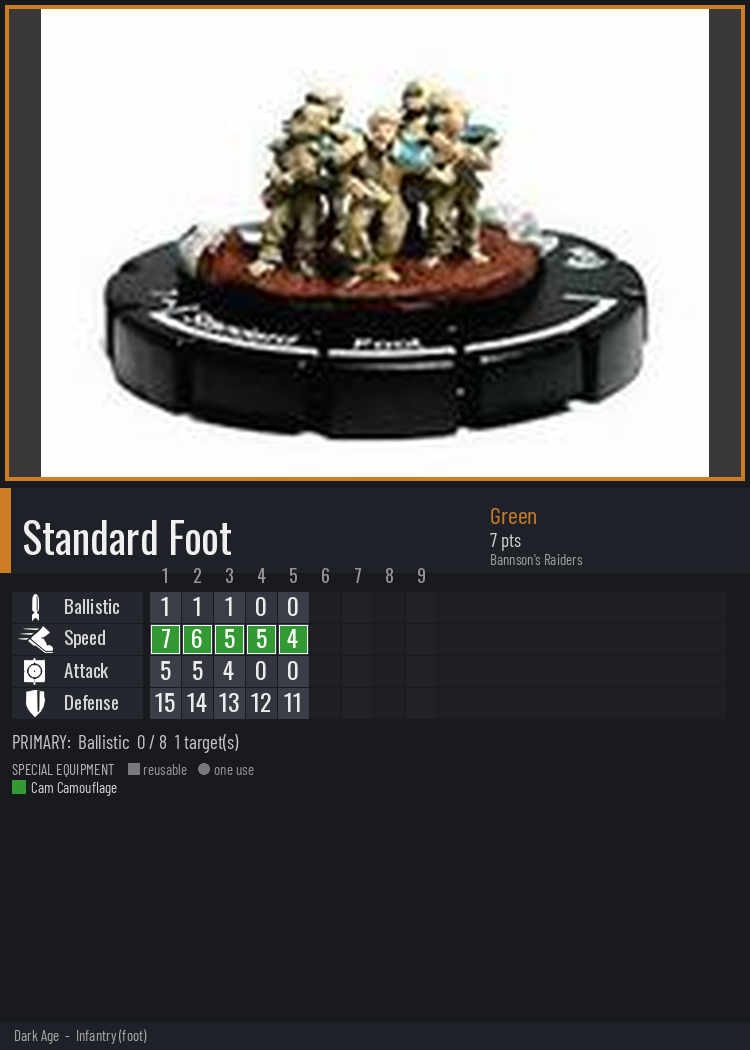 Standard Foot
Green
7 pts
Bannson's Raiders
1 2 3 4 5 6 7 8 9
Ballistic 1 1 1 0 0
Speed 7 6 5 5 4
Attack 5 5 4 0 0
Defense 15 14 13 12 11
PRIMARY: Ballistic 0 / 8 1 target(s)
SPECIAL EQUIPMENT reusable one use
Cam Camouflage
Dark Age - Infantry (foot)